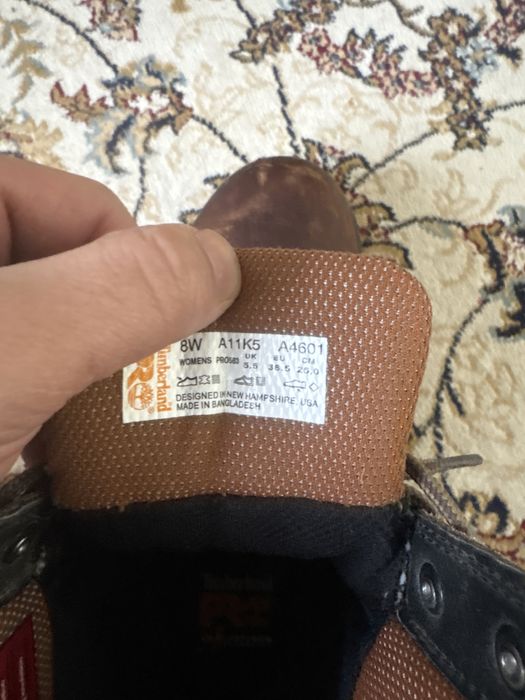 8W A11K5 A4601
WOMENS PRO583 UK EU CM
5.5 38.5 25.0
DESIGNED IN NEW HAMPSHIRE, USA
MADE IN BANGLADESH
PRO
Timberland